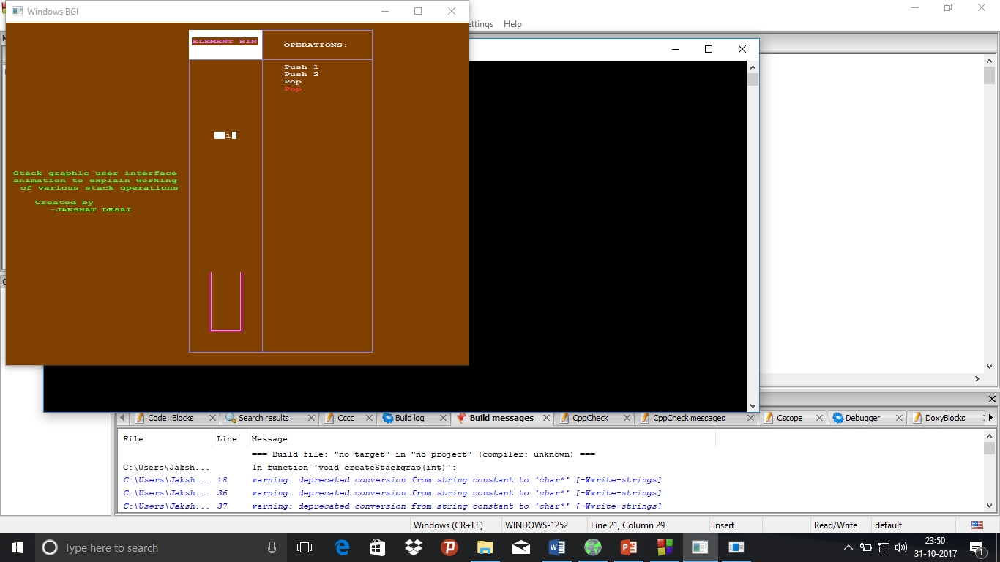 Windows BGI
ettings Help
ELEMENT BIN
OPERATIONS:
Push 1
Push 2
Pop
Pop
1
Stack graphic user interface
animation to explain working
of various stack operations
Created by
-JAKSHAT DESAI
Code::Blocks Search results Cccc Build log Build messages CppCheck CppCheck messages Cscope Debugger DoxyBlocks
File Line Message
=== Build file: "no target" in "no project" (compiler: unknown) ===
C:\Users\Jaksh... In function 'void createStackgrap(int)':
C:\Users\Jaksh... 18 warning: deprecated conversion from string constant to 'char*' [-Wwrite-strings]
C:\Users\Jaksh... 36 warning: deprecated conversion from string constant to 'char*' [-Wwrite-strings]
C:\Users\Jaksh... 37 warning: deprecated conversion from string constant to 'char*' [-Wwrite-strings]
Windows (CR+LF) WINDOWS-1252 Line 21, Column 29 Insert Read/Write default
Type here to search
23:50
31-10-2017
1